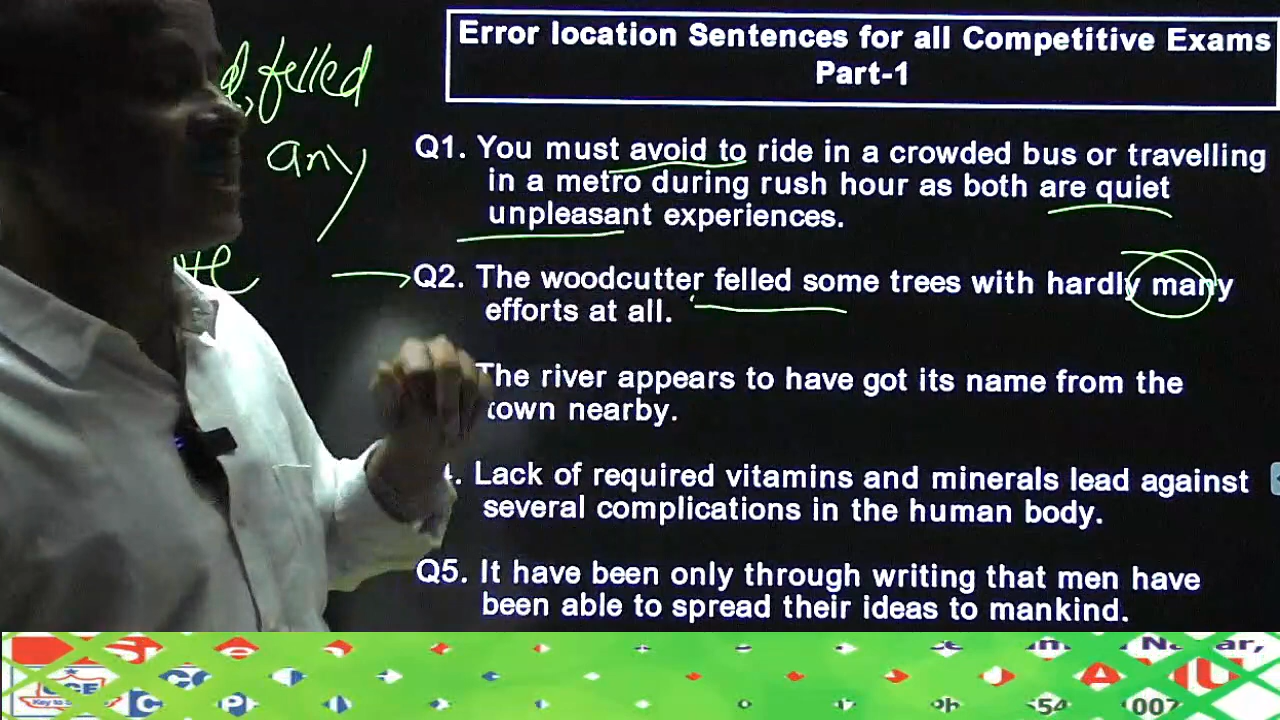 Error location Sentences for all Competitive Exams
Part-1
felled
any
Q1. You must avoid to ride in a crowded bus or travelling
in a metro during rush hour as both are quiet
unpleasant experiences.
Q2. The woodcutter felled some trees with hardly many
efforts at all.
The river appears to have got its name from the
town nearby.
4. Lack of required vitamins and minerals lead against
several complications in the human body.
Q5. It have been only through writing that men have
been able to spread their ideas to mankind.